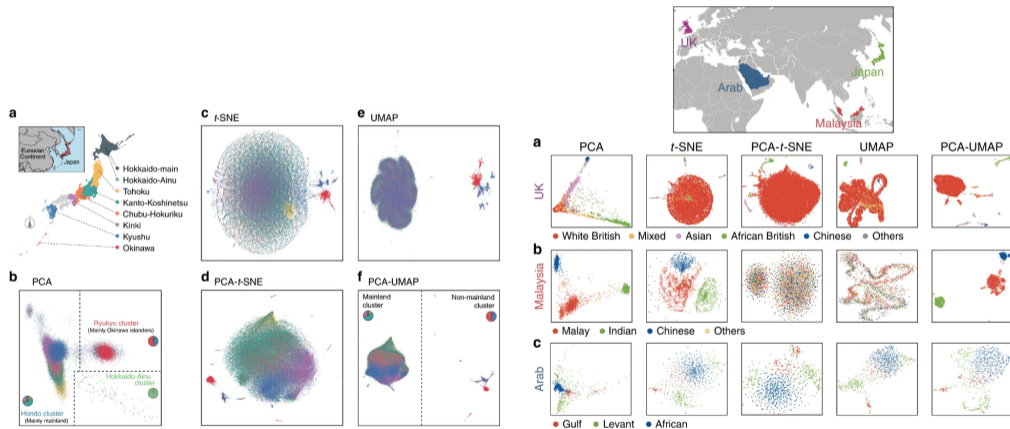 a
Eurasian
Continent
Japan
Hokkaido-main
Hokkaido-Ainu
Tohoku
Kanto-Koshinetsu
Chubu-Hokuriku
Kinki
Kyushu
Okinawa
b PCA
Ryukyu cluster
(Mainly Okinawa islanders)
Hokkaido-Ainu
cluster
Hondo cluster
(Mainly mainland)
c t-SNE
d PCA-t-SNE
e UMAP
f PCA-UMAP
Mainland
cluster
Non-mainland
cluster
UK
Japan
Arab
Malaysia
a PCA t-SNE PCA-t-SNE UMAP PCA-UMAP
UK
White British Mixed Asian African British Chinese Others
b
Malaysia
Malay Indian Chinese Others
c
Arab
Gulf Levant African